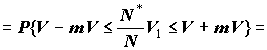 = P{V − mV ≤ N*/N V₁ ≤ V + mV} =